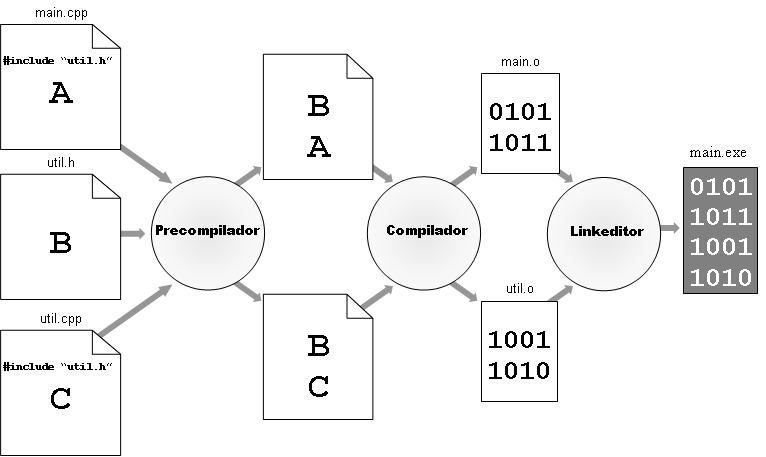 main.cpp
#include “util.h”
A
util.h
B
util.cpp
#include “util.h”
C
Precompilador
B
A
B
C
Compilador
main.o
0101
1011
util.o
1001
1010
Linkeditor
main.exe
0101
1011
1001
1010